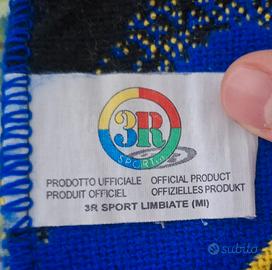 3R
SPORT
PRODOTTO UFFICIALE OFFICIAL PRODUCT
PRODUIT OFFICIEL OFFIZIELLES PRODUKT
3R SPORT LIMBIATE (MI)
subito